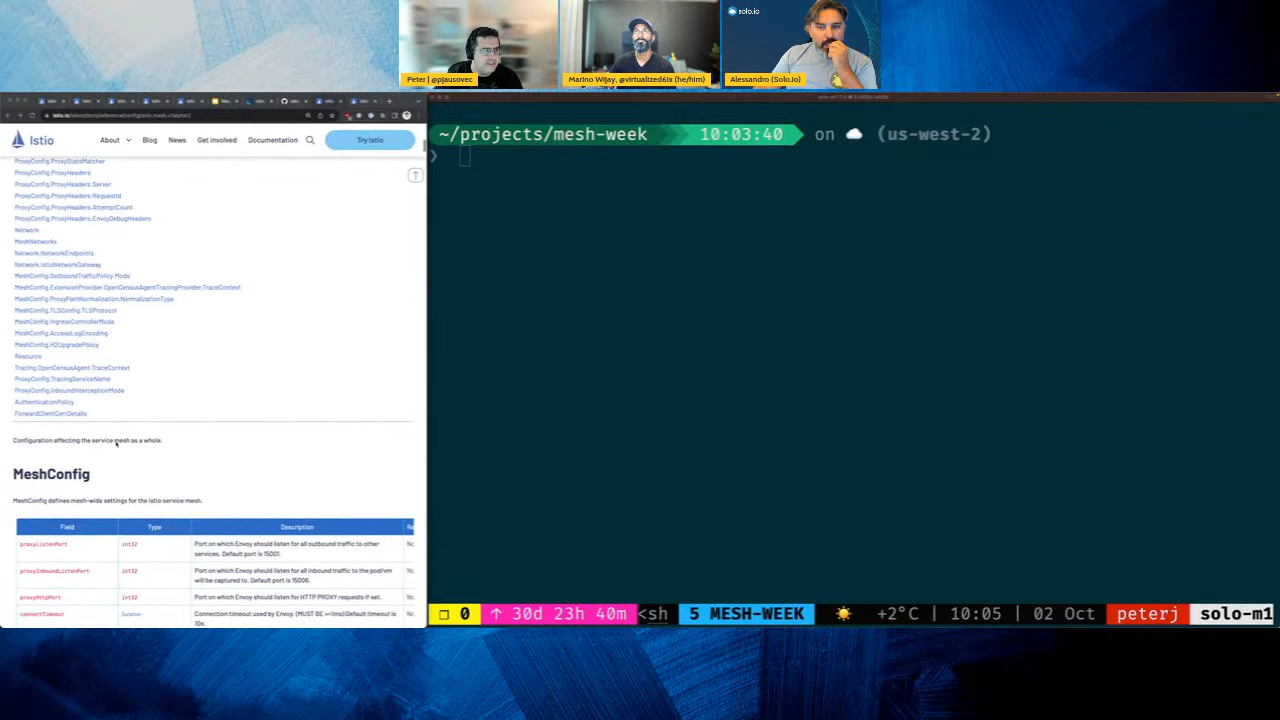 solo.io
Peter | @pjausovec
Marino Wijay, @virtualized6ix (he/him)
Alessandro (Solo.io)
Istio
About
Blog
News
Get involved
Documentation
Try Istio
ProxyConfig.ProxyStatsMatcher
ProxyConfig.ProxyHeaders
ProxyConfig.ProxyHeaders.Server
ProxyConfig.ProxyHeaders.RequestId
ProxyConfig.ProxyHeaders.AttemptCount
ProxyConfig.ProxyHeaders.EnvoyDebugHeaders
Network
MeshNetworks
Network.NetworkEndpoints
Network.IstioNetworkGateway
MeshConfig.OutboundTrafficPolicy.Mode
MeshConfig.ExtensionProvider.OpenCensusAgentTracingProvider.TraceContext
MeshConfig.ProxyPathNormalization.NormalizationType
MeshConfig.TLSConfig.TLSProtocol
MeshConfig.IngressControllerMode
MeshConfig.AccessLogEncoding
MeshConfig.H2UpgradePolicy
Resource
Tracing.OpenCensusAgent.TraceContext
ProxyConfig.TracingServiceName
ProxyConfig.InboundInterceptionMode
AuthenticationPolicy
ForwardClientCertDetails
Configuration affecting the service mesh as a whole.
MeshConfig
MeshConfig defines mesh-wide settings for the Istio service mesh.
Field Type Description
proxyListenPort int32 Port on which Envoy should listen for all outbound traffic to other
services. Default port is 15001.
proxyInboundListenPort int32 Port on which Envoy should listen for all inbound traffic to the pod/vm
will be captured to. Default port is 15006.
proxyHttpPort int32 Port on which Envoy should listen for HTTP PROXY requests if set.
connectTimeout Duration Connection timeout used by Envoy. (MUST BE >=1ms) Default timeout is
10s.
~/projects/mesh-week 10:03:40 on (us-west-2)
❯
0 ↑ 30d 23h 40m <sh 5 MESH-WEEK +2°C | 10:05 | 02 Oct peterj solo-m1